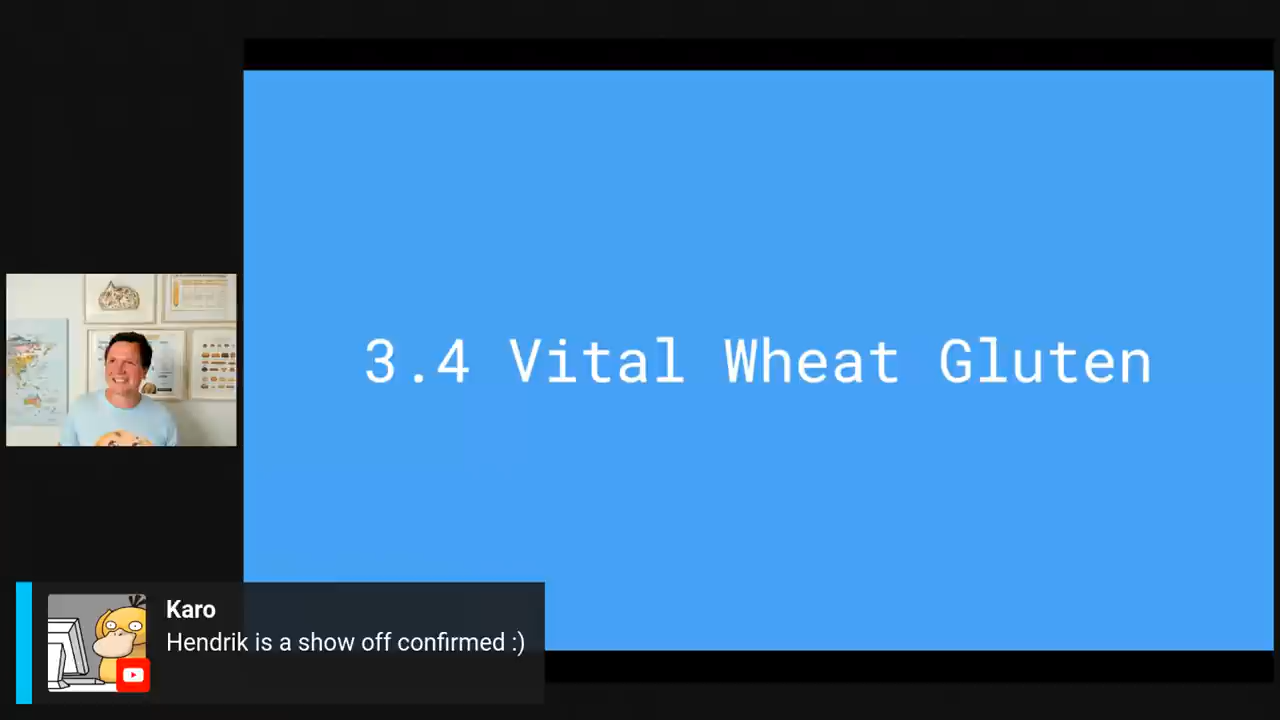 3.4 Vital Wheat Gluten
Karo
Hendrik is a show off confirmed :)